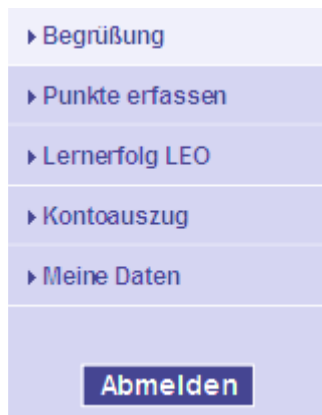 Begrüßung
Punkte erfassen
Lernerfolg LEO
Kontoauszug
Meine Daten
Abmelden